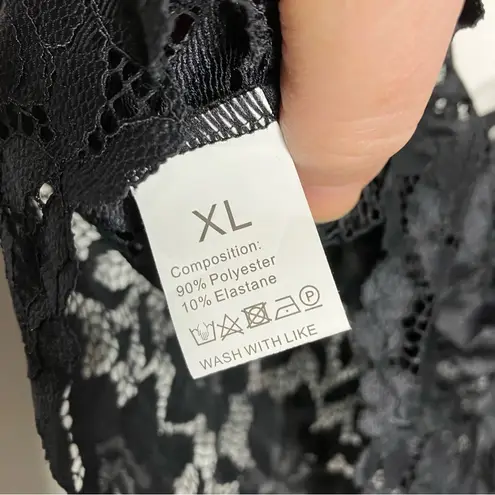 XL
Composition:
90% Polyester
10% Elastane
P
WASH WITH LIKE